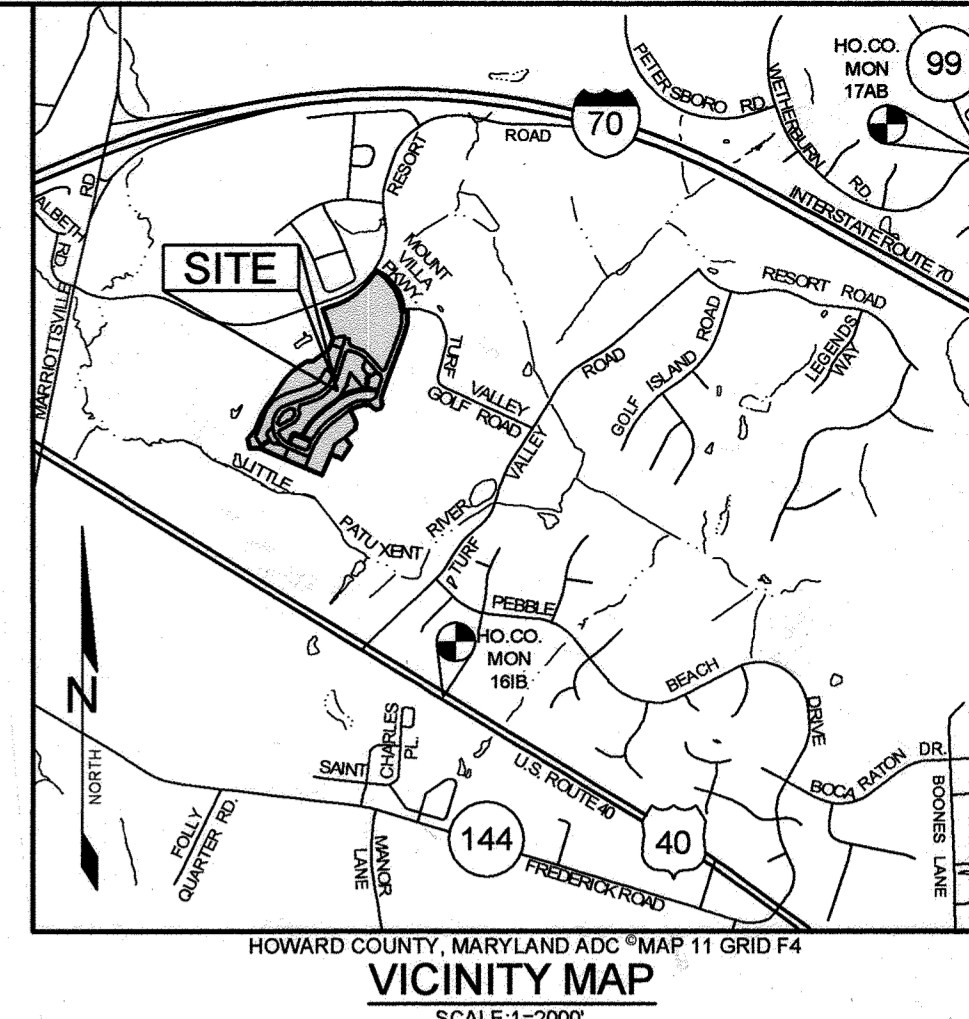 PETERSBORO RD.
WETHERBURN RD.
HO.CO.
MON
17AB
99
70
ROAD
RESORT
INTERSTATE ROUTE 70
ALBETH RD
RD
MARRIOTTSVILLE
SITE
MOUNT
VILLA
PKWY.
RESORT ROAD
LEGENDS
WAY
GOLF ISLAND ROAD
ROAD
VALLEY
TURF
TURF
VALLEY
GOLF ROAD
LITTLE
PATUXENT
RIVER
PEBBLE
BEACH
DRIVE
HO.CO.
MON
16IB
N
NORTH
SAINT
CHARLES
PL.
U.S. ROUTE 40
BOCA RATON DR.
BOONES LANE
FOLLY
QUARTER RD.
MANOR
LANE
144
40
FREDERICK ROAD
HOWARD COUNTY, MARYLAND ADC ©MAP 11 GRID F4
VICINITY MAP
SCALE:1=2000'